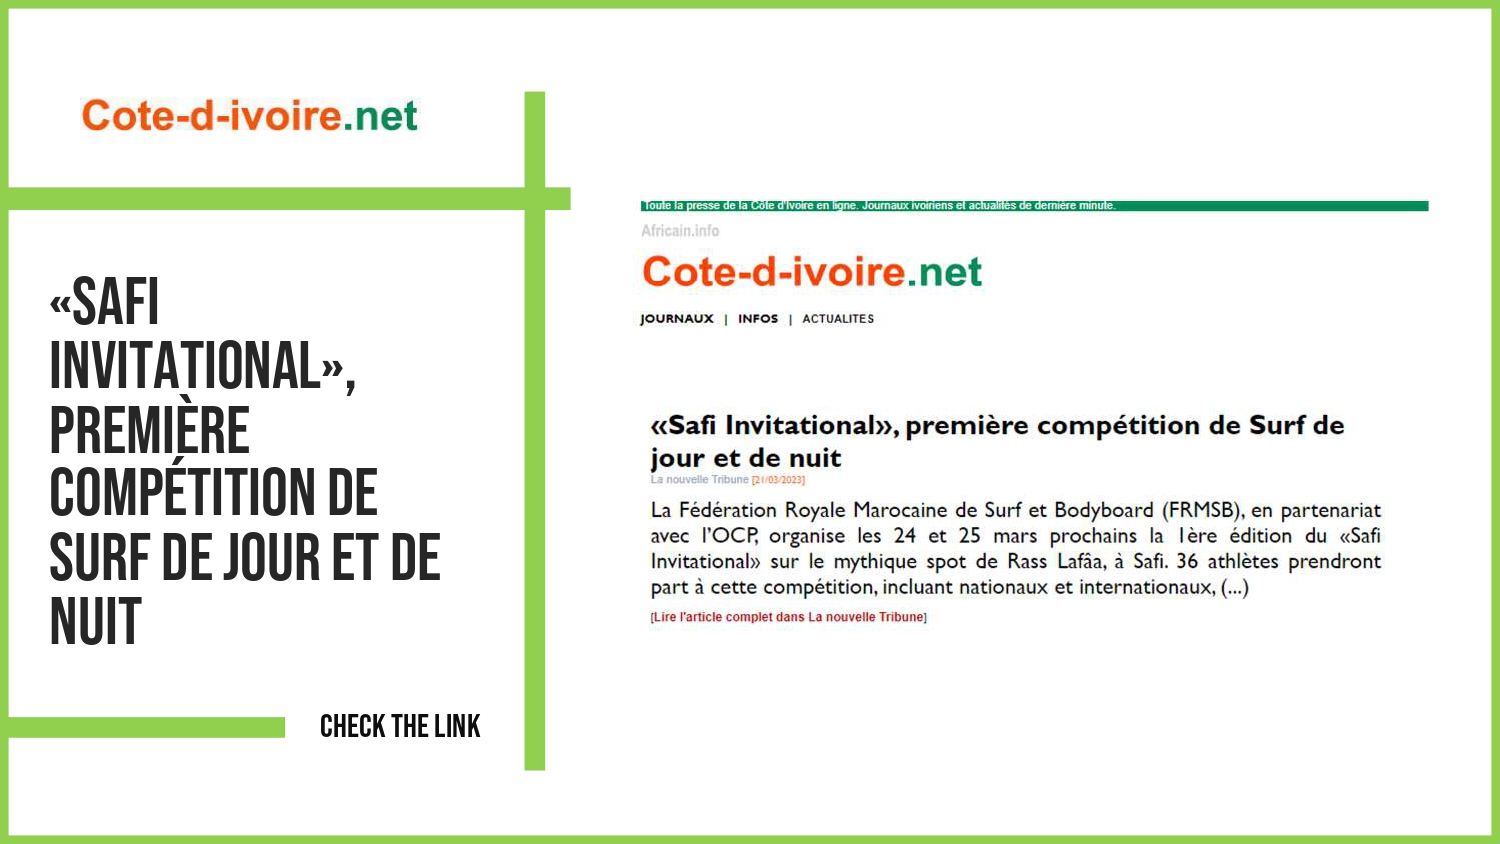 Cote-d-ivoire.net
«SAFI
INVITATIONAL»,
PREMIÈRE
COMPÉTITION DE
SURF DE JOUR ET DE
NUIT
CHECK THE LINK
Toute la presse de la Côte d'Ivoire en ligne. Journaux ivoiriens et actualités de dernière minute.
Africain.info
Cote-d-ivoire.net
JOURNAUX | INFOS | ACTUALITES
«Safi Invitational», première compétition de Surf de
jour et de nuit
La nouvelle Tribune [21/03/2023]
La Fédération Royale Marocaine de Surf et Bodyboard (FRMSB), en partenariat
avec l’OCP, organise les 24 et 25 mars prochains la 1ère édition du «Safi
Invitational» sur le mythique spot de Rass Lafâa, à Safi. 36 athlètes prendront
part à cette compétition, incluant nationaux et internationaux, (...)
[Lire l'article complet dans La nouvelle Tribune]